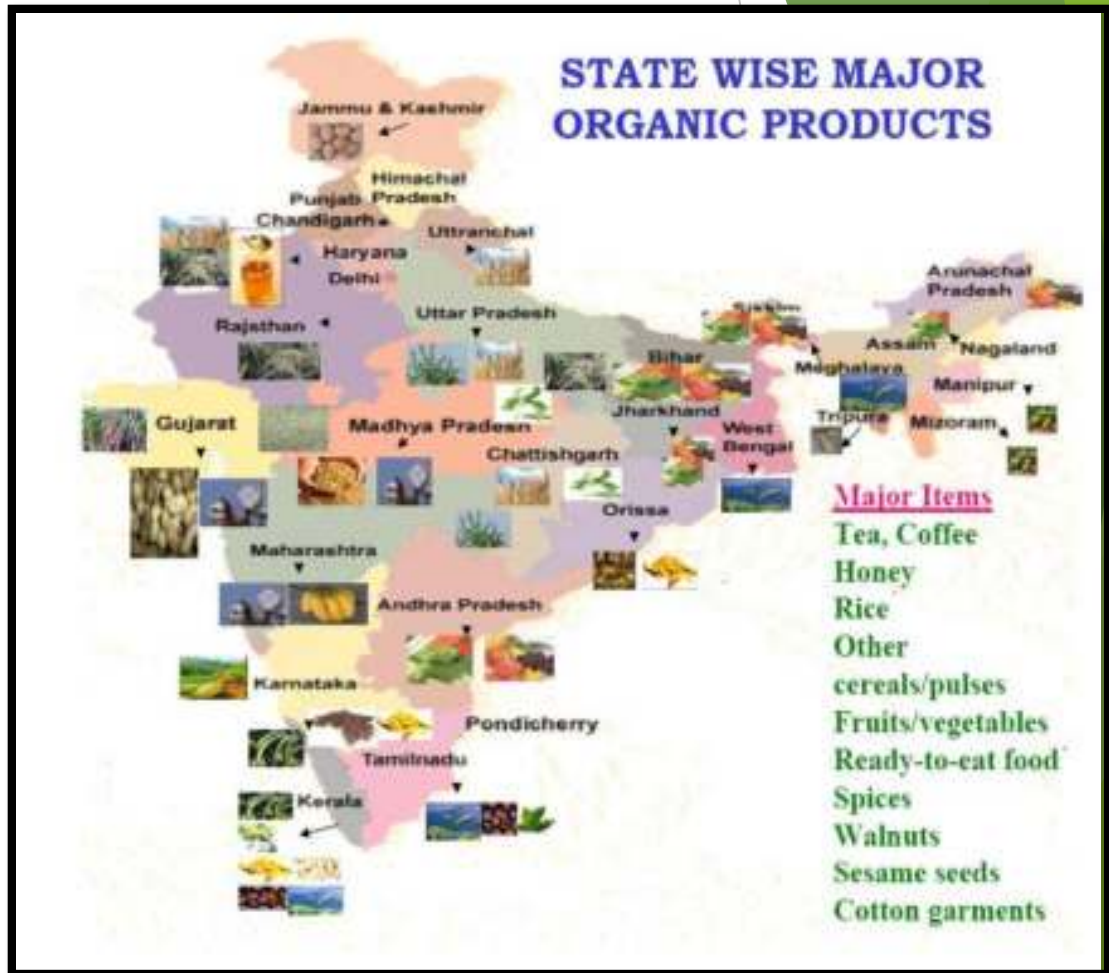 STATE WISE MAJOR
ORGANIC PRODUCTS
Jammu & Kashmir
Himachal
Pradesh
Punjab
Chandigarh
Uttranchal
Haryana
Delhi
Arunachal
Pradesh
Rajsthan
Uttar Pradesh
Sikkim
Bihar
Assam
Nagaland
Meghalaya
Manipur
Gujarat
Madhya Pradesh
Jharkhand
West
Bengal
Tripura
Mizoram
Chattishgarh
Orissa
Maharashtra
Andhra Pradesh
Karnataka
Pondicherry
Tamilnadu
Kerala
Major Items
Tea, Coffee
Honey
Rice
Other
cereals/pulses
Fruits/vegetables
Ready-to-eat food
Spices
Walnuts
Sesame seeds
Cotton garments